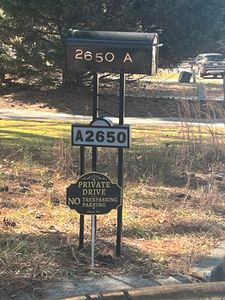 2650 A
A2650
PRIVATE
DRIVE
NO TRESPASSING
PARKING